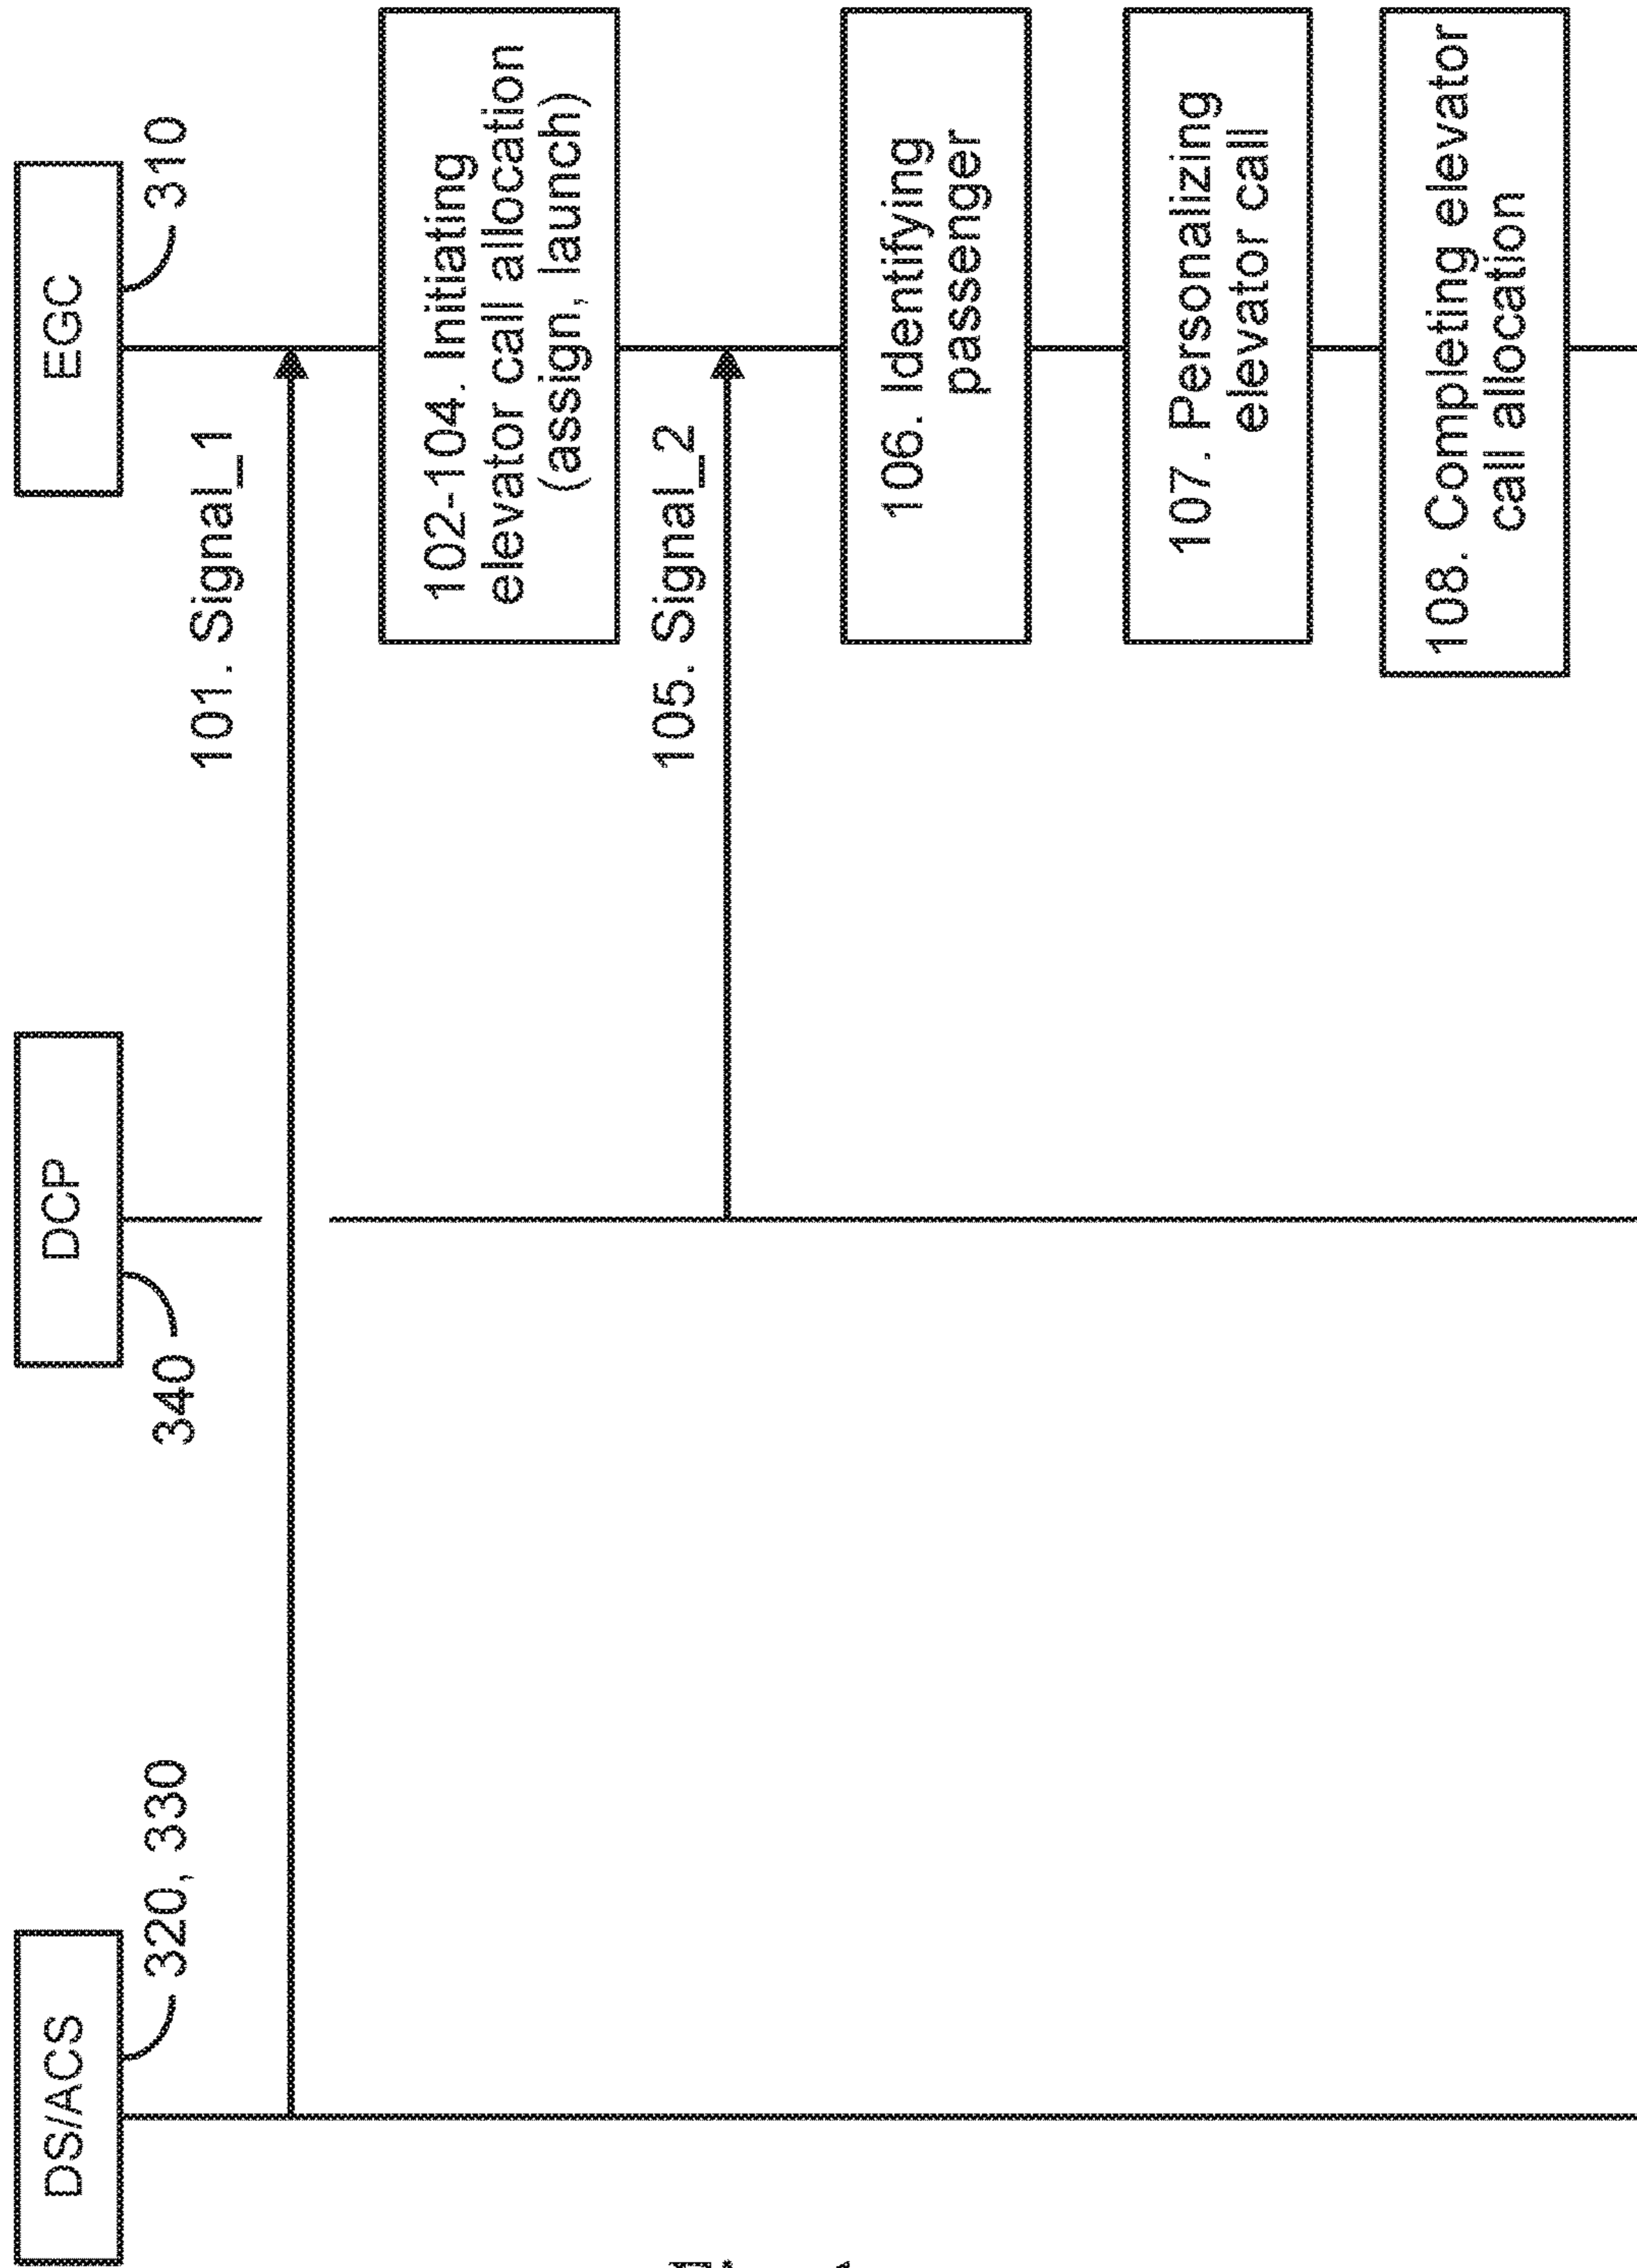 DS/ACS
DCP
EGC
320, 330
340
310
101. Signal_1
102-104. Initiating
elevator call allocation
(assign, launch)
105. Signal_2
106. Identifying
passenger
107. Personalizing
elevator call
108. Completing elevator
call allocation